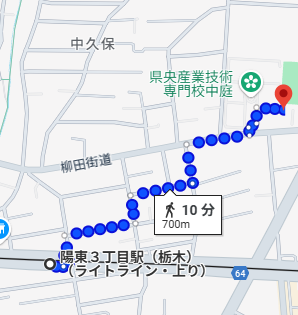 中久保
県央産業技術
専門校中庭
柳田街道
10 分
700m
陽東３丁目駅（栃木）
（ライトライン・上り）
64